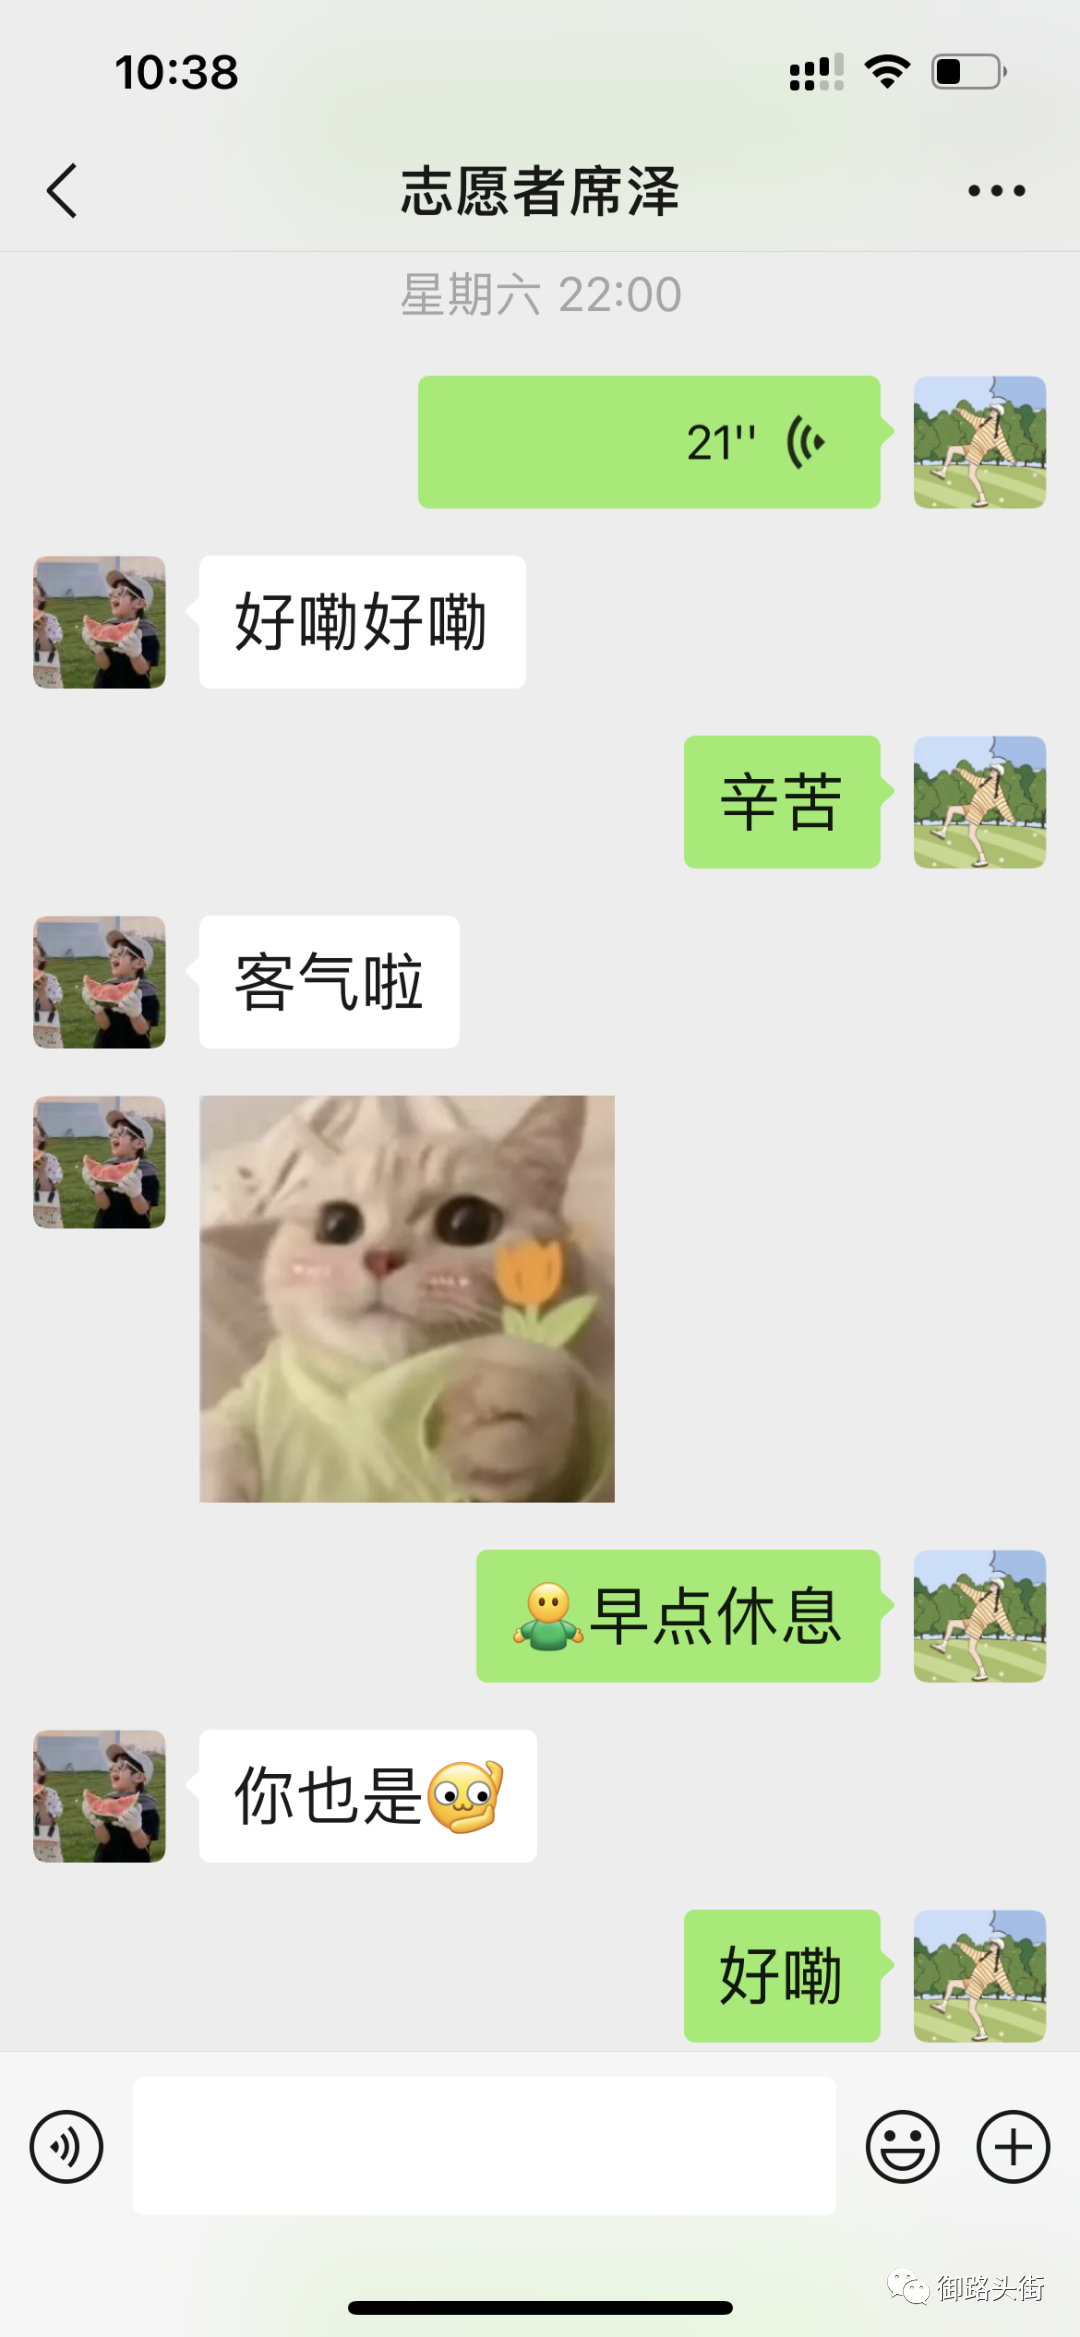 10:38
志愿者席泽
星期六 22:00
21''
好嘞好嘞
辛苦
客气啦
早点休息
你也是
好嘞
御路头街